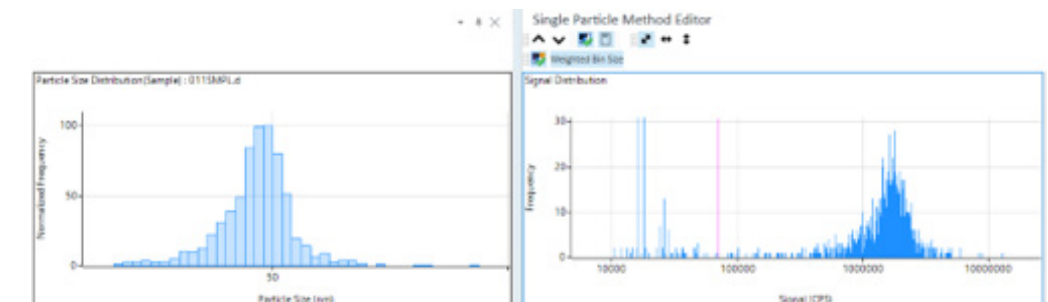 Single Particle Method Editor
Weighted Bin Size
Particle Size Distribution(Sample) : 011SMPL.d
100
50
0
Normalized Frequency
50
Particle Size (nm)
Signal Distribution
30
20
10
0
Frequency
10000
100000
1000000
10000000
Signal (CPS)